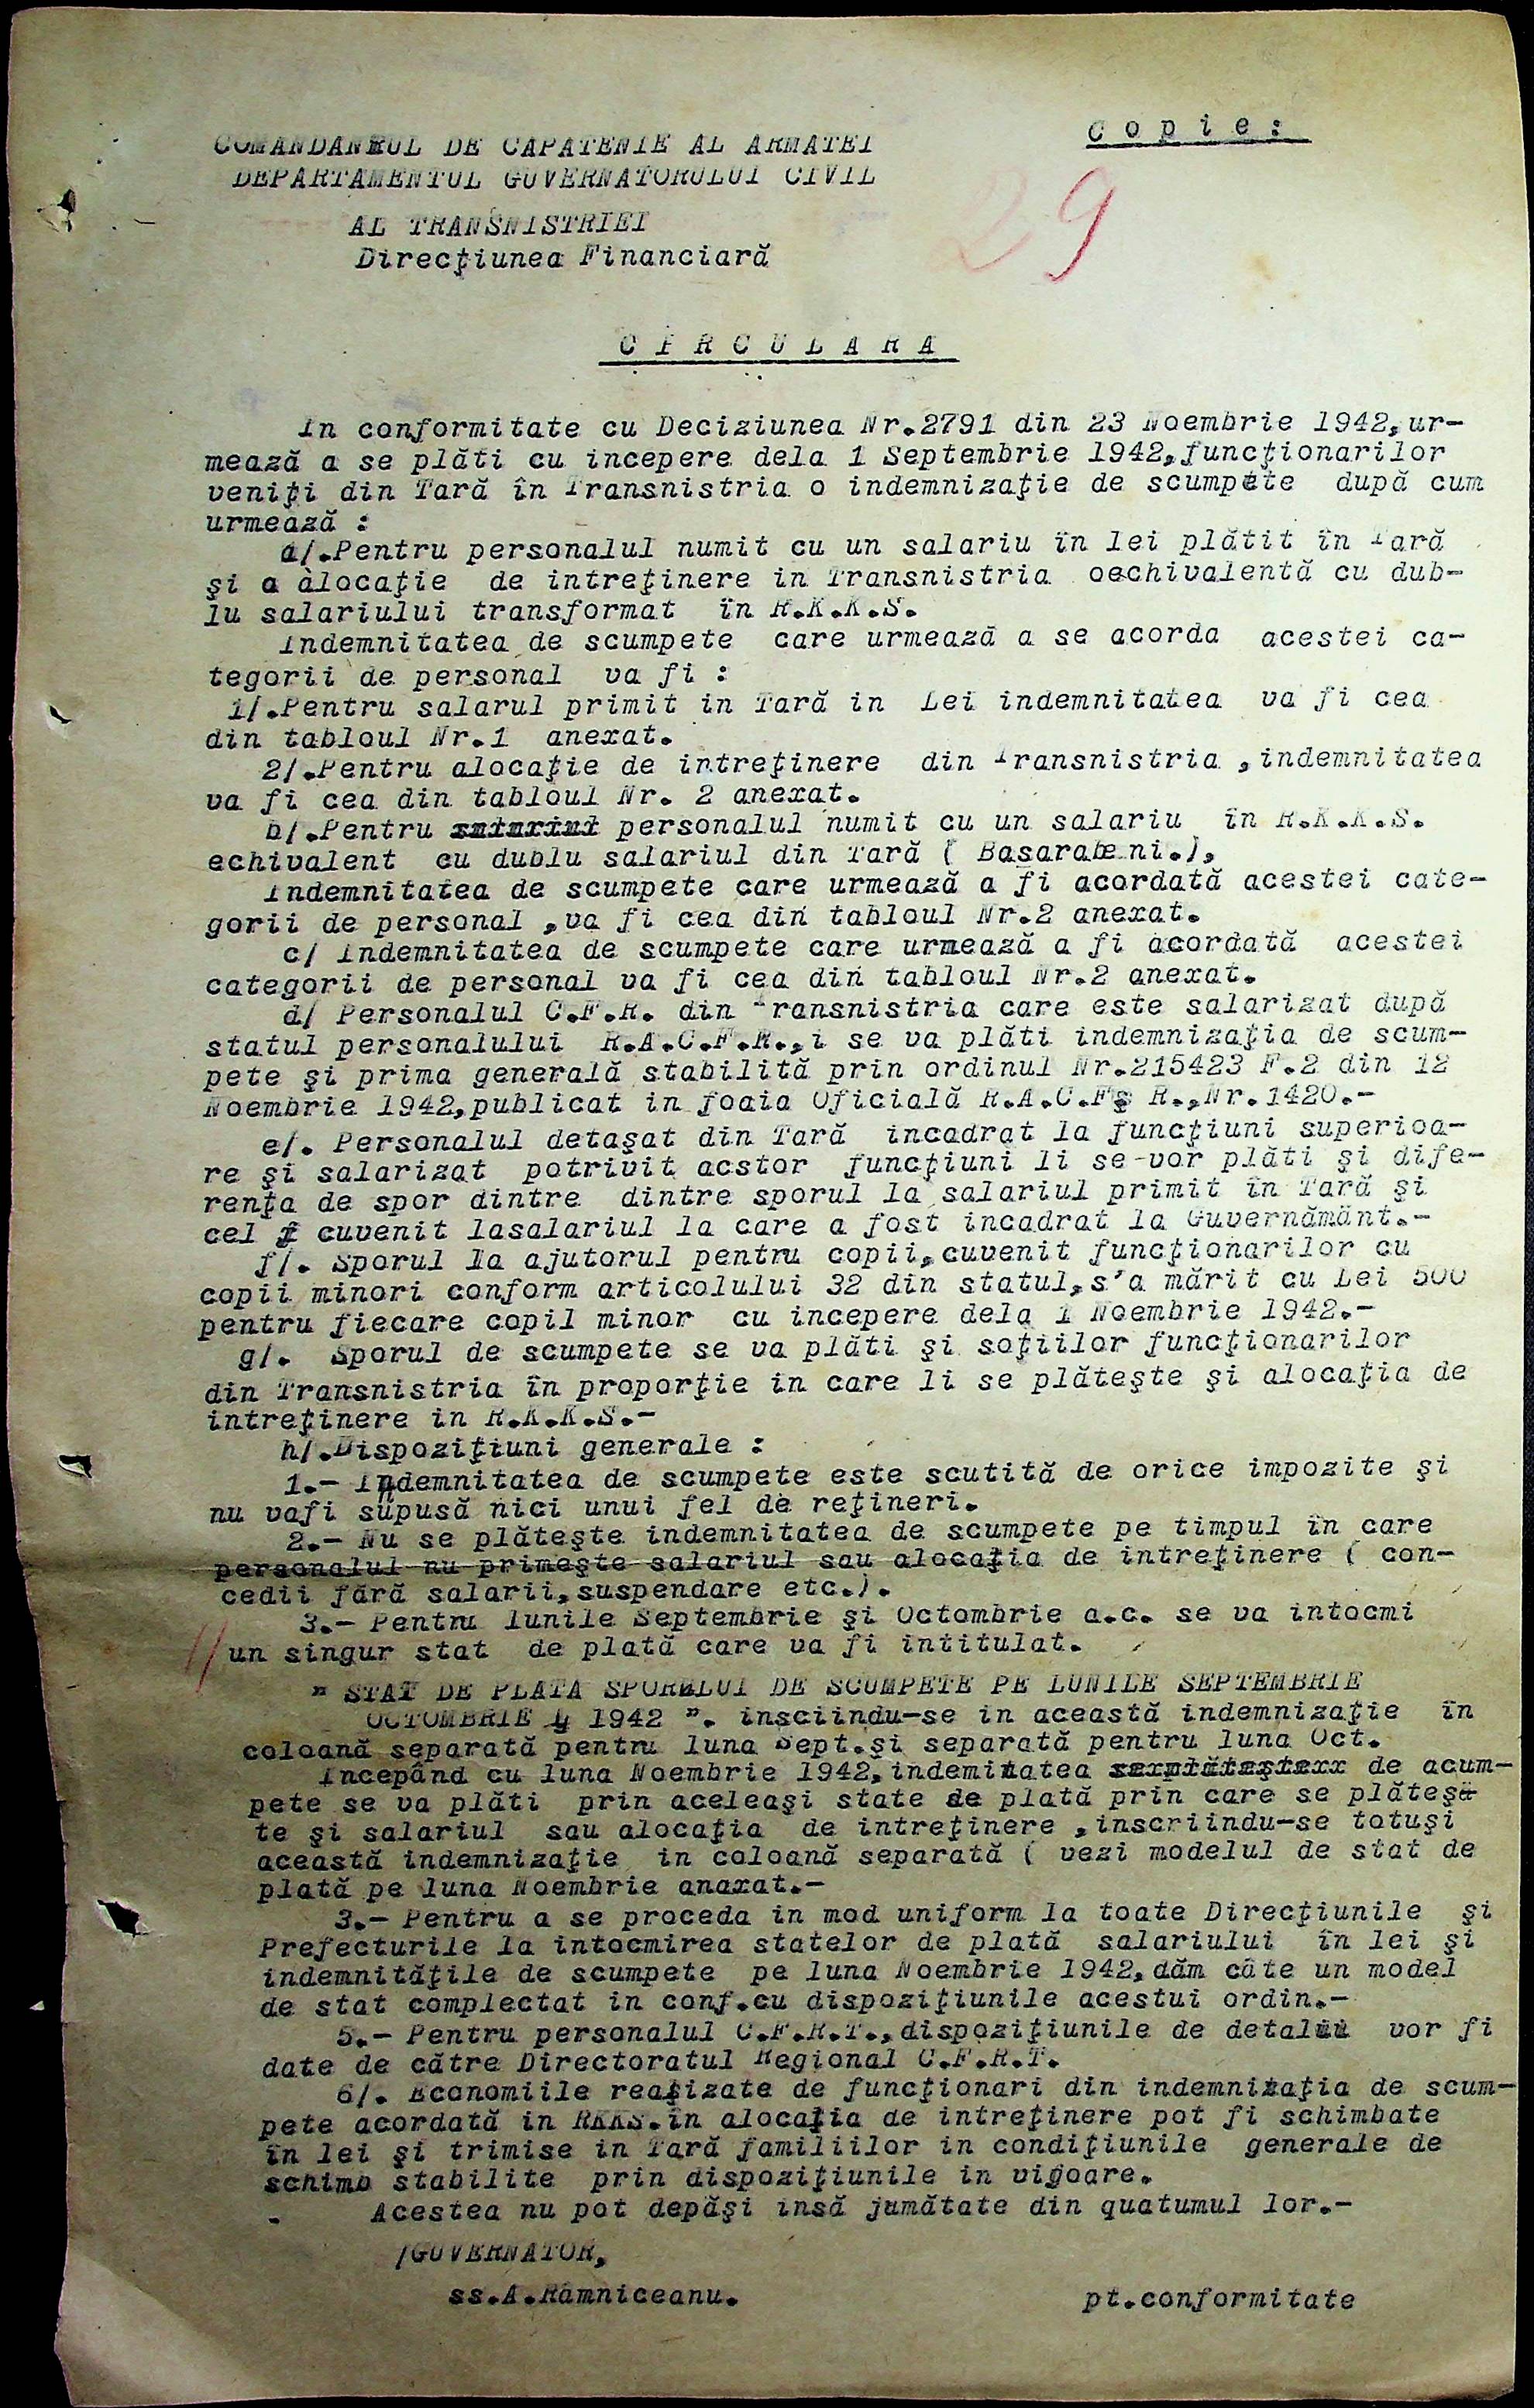 Copie:
COMANDANTUL DE CAPATENIE AL ARMATEI
DEPARTAMENTUL GUVERNATORULUI CIVIL
AL TRANSNISTRIEI
Direcţiunea Financiară
29
CIRCULARA
In conformitate cu Deciziunea Nr.2791 din 23 Noembrie 1942,ur-
mează a se plăti cu incepere dela 1 Septembrie 1942,funcţionarilor
veniţi din Tară în Transnistria o indemnizaţie de scumpete după cum
urmează :
a/.Pentru personalul numit cu un salariu în lei plătit în Tară
şi a alocaţie de intreţinere in Transnistria oechivalentă cu dub-
lu salariului transformat în R.K.K.S.
Indemnitatea de scumpete care urmează a se acorda acestei ca-
tegorii de personal va fi :
1/.Pentru salarul primit in Tară in Lei indemnitatea va fi cea
din tabloul Nr.1 anexat.
2/.Pentru alocaţie de intreţinere din Transnistria ,indemnitatea
va fi cea din tabloul Nr. 2 anexat.
b/.Pentru salariul personalul numit cu un salariu în R.K.K.S.
echivalent cu dublu salariul din Tară ( Basarabeni.),
Indemnitatea de scumpete care urmează a fi acordată acestei cate-
gorii de personal ,va fi cea din tabloul Nr.2 anexat.
c/ Indemnitatea de scumpete care urmează a fi acordată acestei
categorii de personal va fi cea din tabloul Nr.2 anexat.
d/ Personalul C.F.R. din Transnistria care este salarizat după
statul personalului R.A.C.F.R.,i se va plăti indemnizaţia de scum-
pete şi prima generală stabilită prin ordinul Nr.215423 F.2 din 12
Noembrie 1942,publicat in foaia Oficială R.A.C.F. R.,Nr.1420.-
e/. Personalul detaşat din Tară incadrat la funcţiuni superioa-
re şi salarizat potrivit acstor funcţiuni li se vor plăti şi dife-
renţa de spor dintre dintre sporul la salariul primit în Tară şi
cel cuvenit lasalariul la care a fost incadrat la Guvernământ.-
f/. Sporul la ajutorul pentru copii,cuvenit funcţionarilor cu
copii minori conform articolului 32 din statul,s'a mărit cu Lei 500
pentru fiecare copil minor cu incepere dela 1 Noembrie 1942.-
g/. Sporul de scumpete se va plăti şi soţiilor funcţionarilor
din Transnistria în proporţie in care li se plăteşte şi alocaţia de
intreţinere in R.K.K.S.-
h/.Dispoziţiuni generale :
1.- Indemnitatea de scumpete este scutită de orice impozite şi
nu vafi supusă nici unui fel de reţineri.
2.- Nu se plăteşte indemnitatea de scumpete pe timpul în care
personalul nu primeşte salariul sau alocaţia de intreţinere ( con-
cedii fără salarii,suspendare etc.).
3.- Pentru lunile Septembrie şi Octombrie a.c. se va intocmi
un singur stat de plată care va fi intitulat.
" STAT DE PLATA SPORULUI DE SCUMPETE PE LUNILE SEPTEMBRIE
OCTOMBRIE 1942 ". insciindu-se in această indemnizaţie în
coloană separată pentru luna Sept.şi separată pentru luna Oct.
Incepând cu luna Noembrie 1942,indemitatea de acum-
pete se va plăti prin aceleaşi state de plată prin care se plăteş-
te şi salariul sau alocaţia de intreţinere ,inscriindu-se totuşi
această indemnizaţie in coloană separată ( vezi modelul de stat de
plată pe luna Noembrie anaxat.-
3.- Pentru a se proceda in mod uniform la toate Direcţiunile şi
Prefecturile la intocmirea statelor de plată salariului în lei şi
indemnităţile de scumpete pe luna Noembrie 1942,dăm câte un model
de stat complectat in conf.cu dispoziţiunile acestui ordin.-
5.- Pentru personalul C.F.R.T.,dispoziţiunile de detalii vor fi
date de către Directoratul Regional C.F.R.T.
6/. Economiile realizate de funcţionari din indemnizaţia de scum-
pete acordată in RKKS.în alocaţia de intreţinere pot fi schimbate
în lei şi trimise in Tară familiilor in condiţiunile generale de
schimb stabilite prin dispoziţiunile in vigoare.
Acestea nu pot depăşi insă jumătate din quatumul lor.-
/GUVERNATOR,
ss.A.Râmniceanu.
pt.conformitate